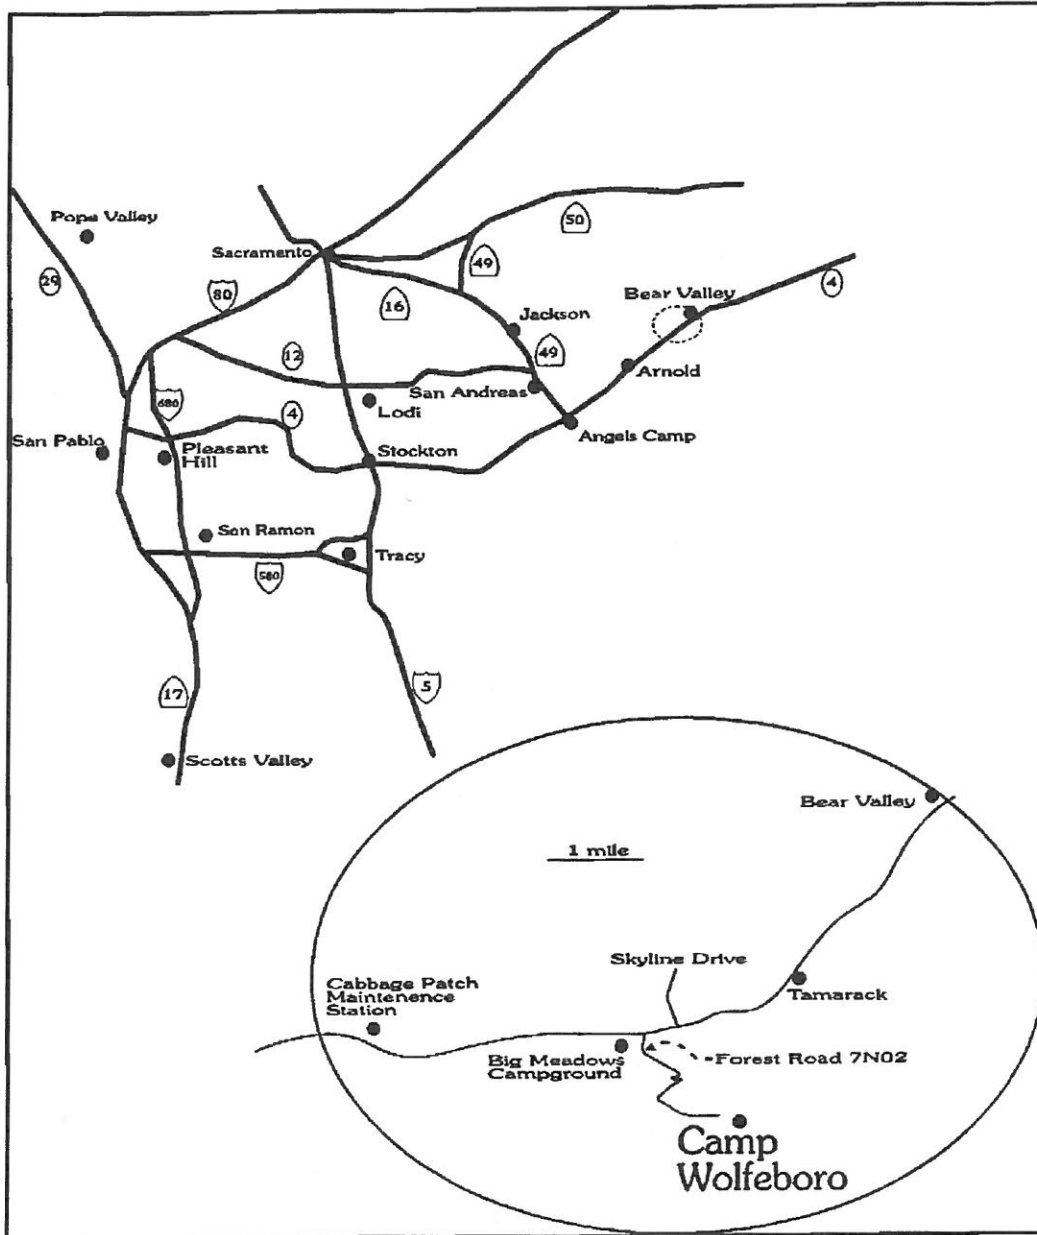 Pope Valley
29
Sacramento
50
49
80
16
Bear Valley
4
Jackson
12
49
Arnold
680
San Andreas
Lodi
4
Angels Camp
San Pablo
Pleasant
Hill
Stockton
San Ramon
Tracy
580
17
5
Scotts Valley
Bear Valley
1 mile
Skyline Drive
Cabbage Patch
Maintenence
Station
Tamarack
Big Meadows
Campground
Forest Road 7N02
Camp
Wolfeboro